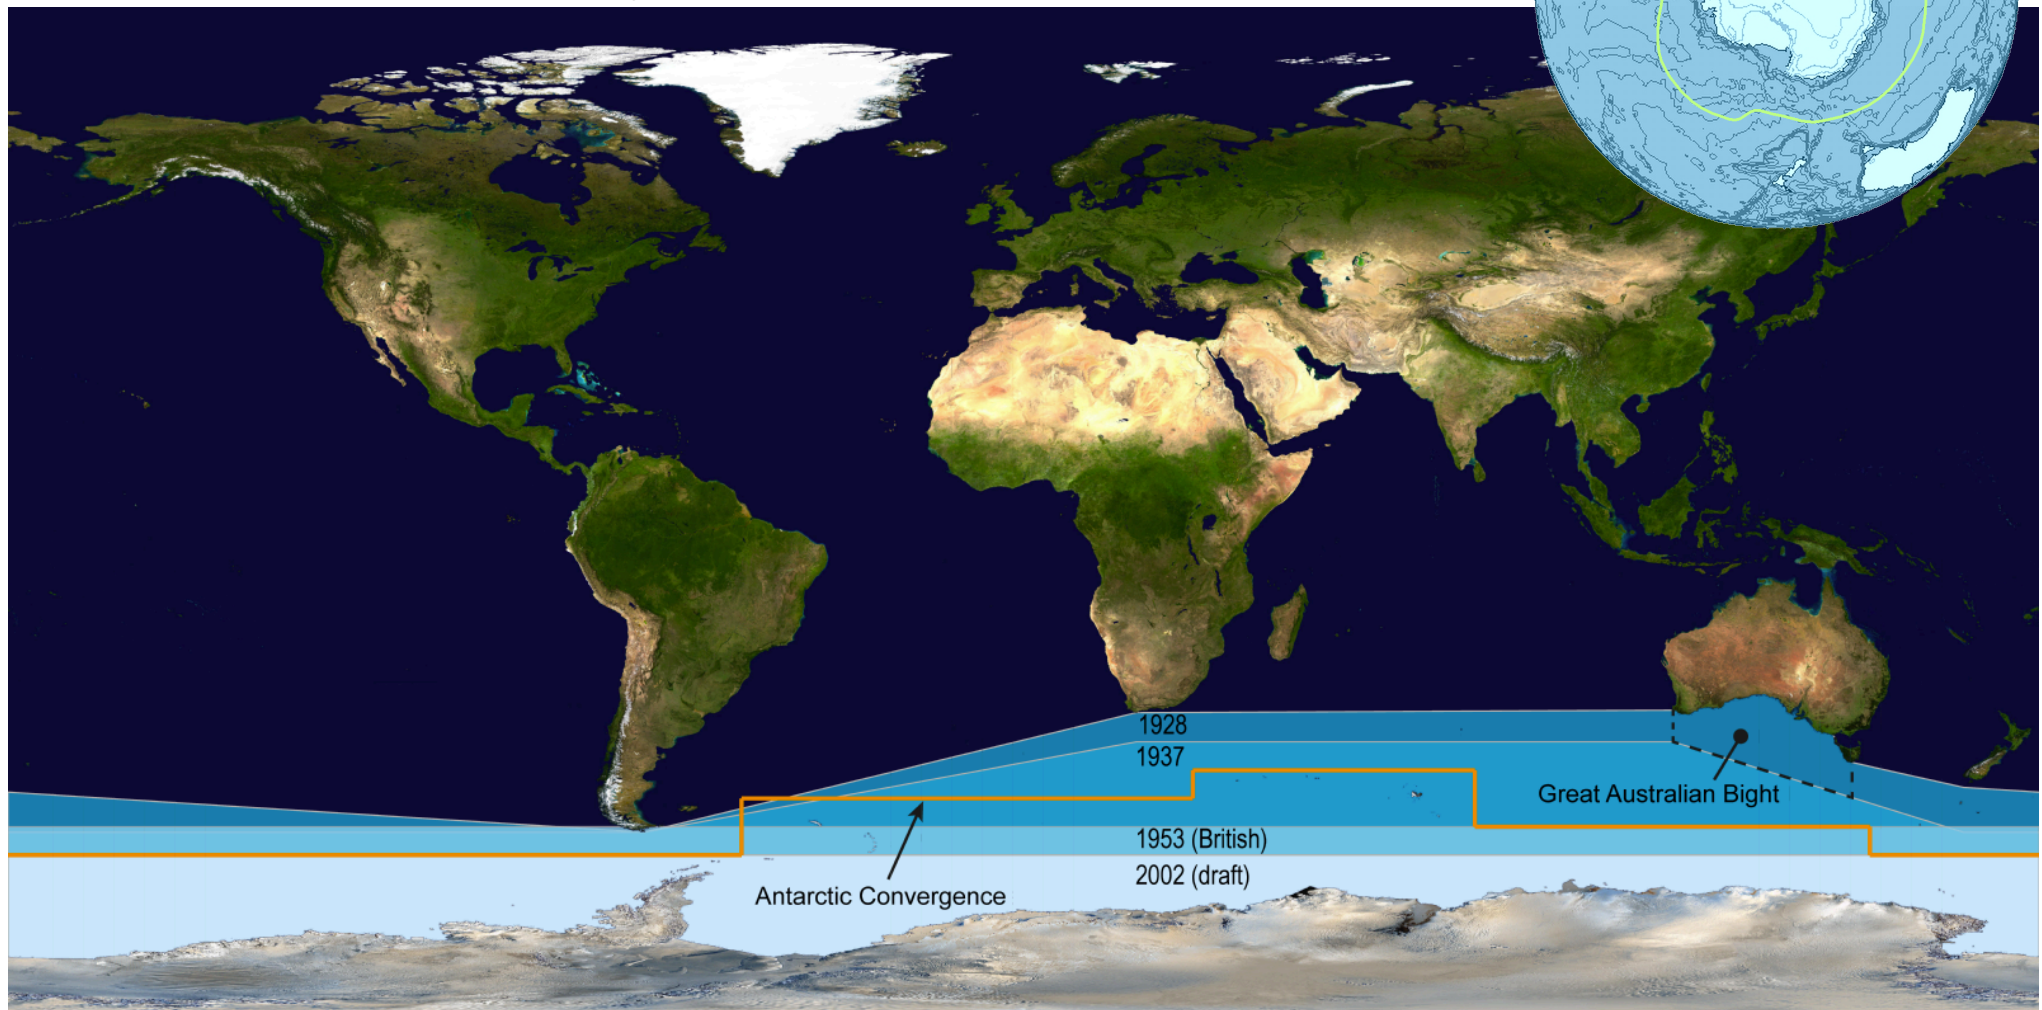 1928
1937
Great Australian Bight
1953 (British)
2002 (draft)
Antarctic Convergence